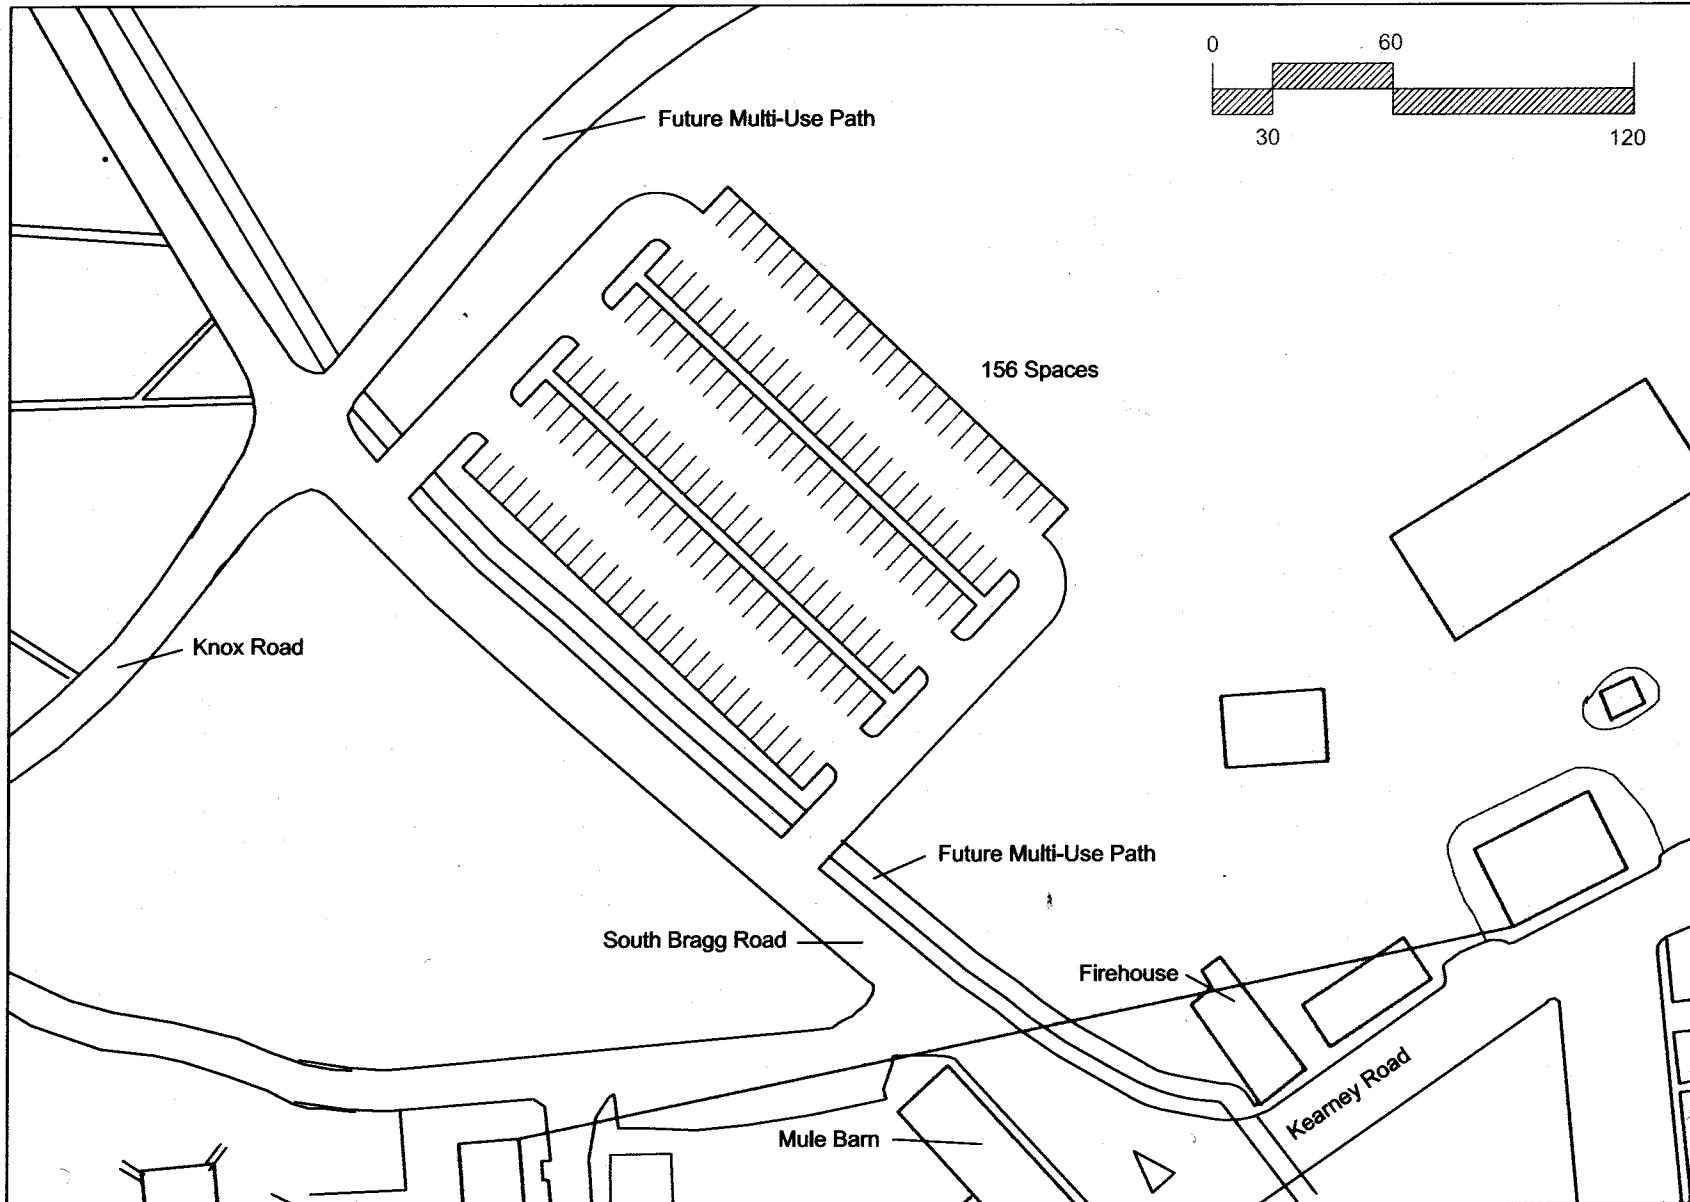 0 60
30 120
Future Multi-Use Path
156 Spaces
Knox Road
Future Multi-Use Path
South Bragg Road
Firehouse
Kearney Road
Mule Barn